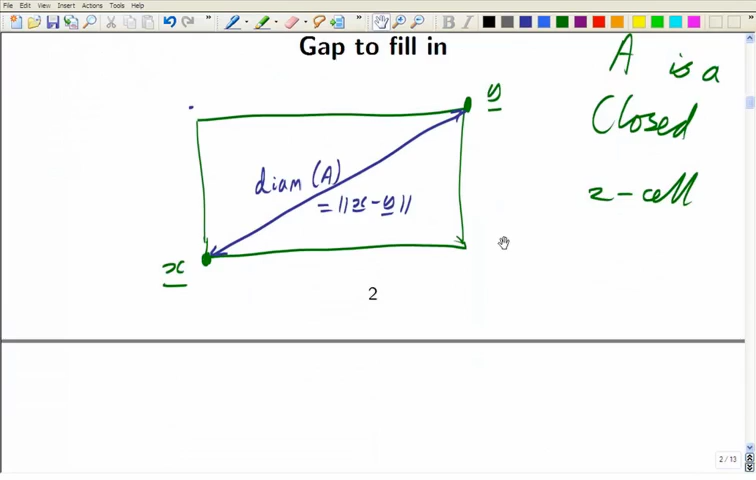 File Edit View Insert Actions Tools Help
Gap to fill in
A is a
Closed
2-cell
y
diam (A)
= ||x - y||
x
2
2 / 13